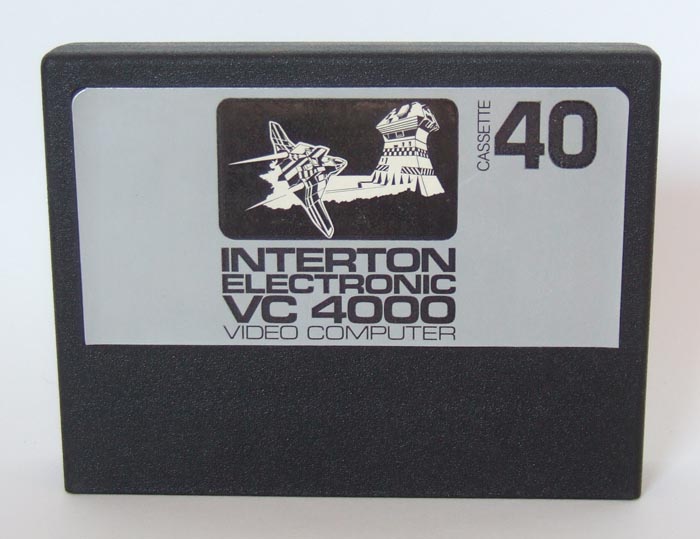 CASSETTE 40
INTERTON
ELECTRONIC
VC 4000
VIDEO COMPUTER